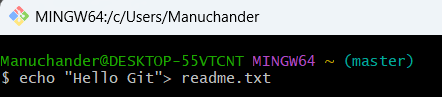 MINGW64:/c/Users/Manuchander
Manuchander@DESKTOP-55VTCNT MINGW64 ~ (master)
$ echo "Hello Git"> readme.txt